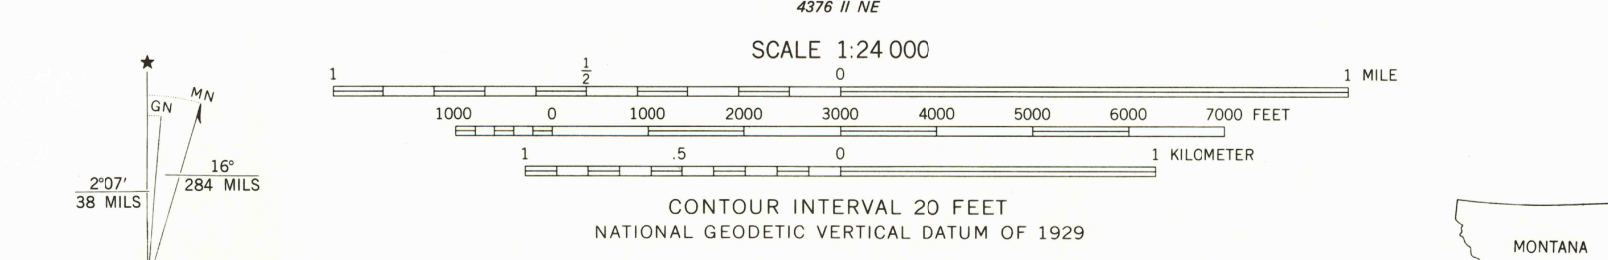 4376 II NE
SCALE 1:24 000
1 1/2 0 1 MILE
1000 0 1000 2000 3000 4000 5000 6000 7000 FEET
1 .5 0 1 KILOMETER
CONTOUR INTERVAL 20 FEET
NATIONAL GEODETIC VERTICAL DATUM OF 1929
★
GN MN
2°07′
38 MILS
16°
284 MILS
MONTANA